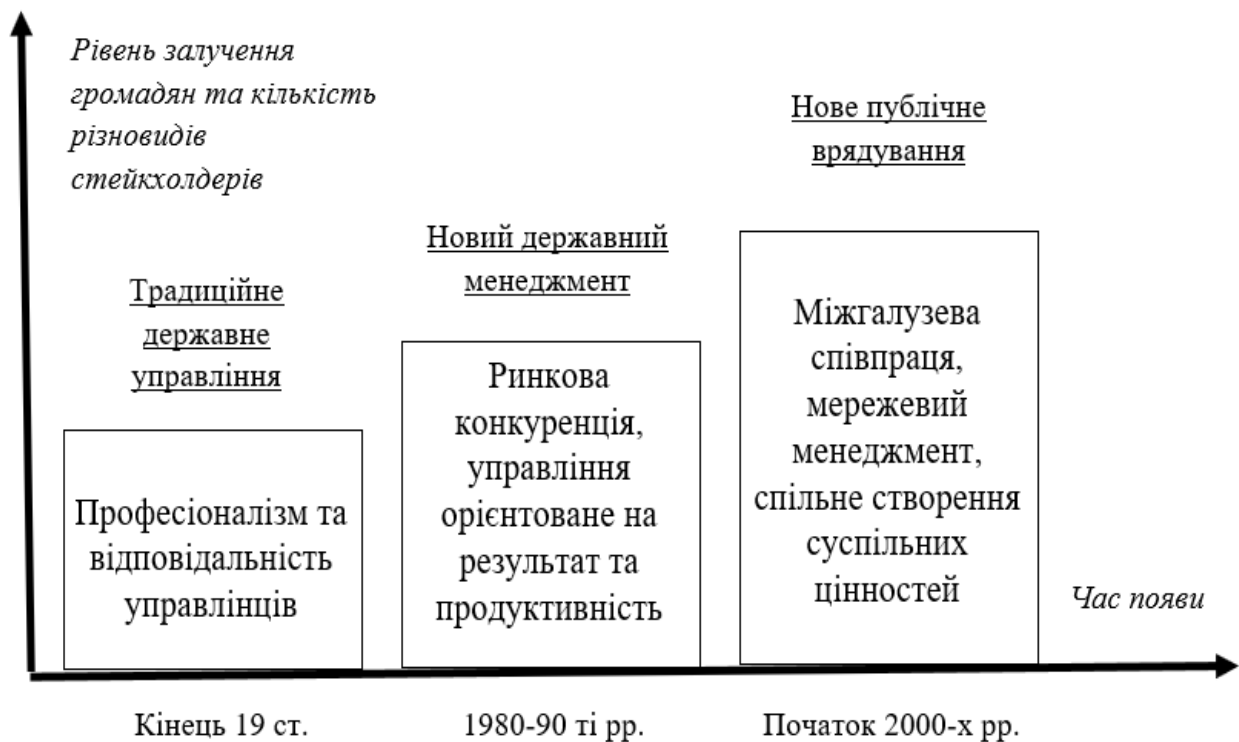 Рівень залучення
громадян та кількість
різновидів
стейкхолдерів
Традиційне
державне
управління
Професіоналізм та
відповідальність
управлінців
Новий державний
менеджмент
Ринкова
конкуренція,
управління
орієнтоване на
результат та
продуктивність
Нове публічне
врядування
Міжгалузева
співпраця,
мережевий
менеджмент,
спільне створення
суспільних
цінностей
Час появи
Кінець 19 ст.
1980-90 ті рр.
Початок 2000-х рр.